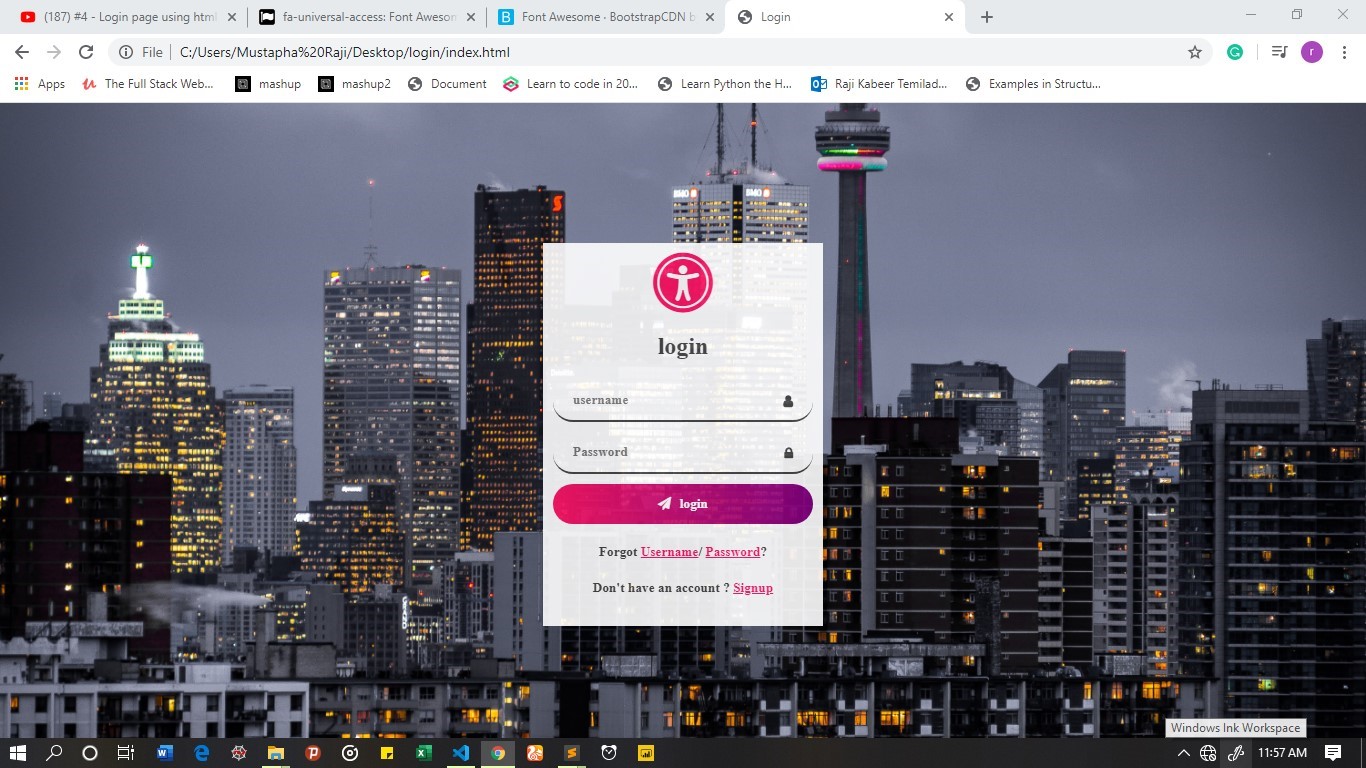 (187) #4 - Login page using html
fa-universal-access: Font Awesom
Font Awesome · BootstrapCDN b
Login
File
C:/Users/Mustapha%20Raji/Desktop/login/index.html
r
Apps
The Full Stack Web...
mashup
mashup2
Document
Learn to code in 20...
Learn Python the H...
Raji Kabeer Temilad...
Examples in Structu...
BMO
BMO
login
username
Password
login
Forgot Username/ Password?
Don't have an account ? Signup
Windows Ink Workspace
11:57 AM